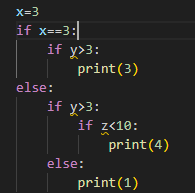 x=3
if x==3:
    if y>3:
        print(3)
else:
    if y>3:
        if z<10:
            print(4)
    else:
        print(1)